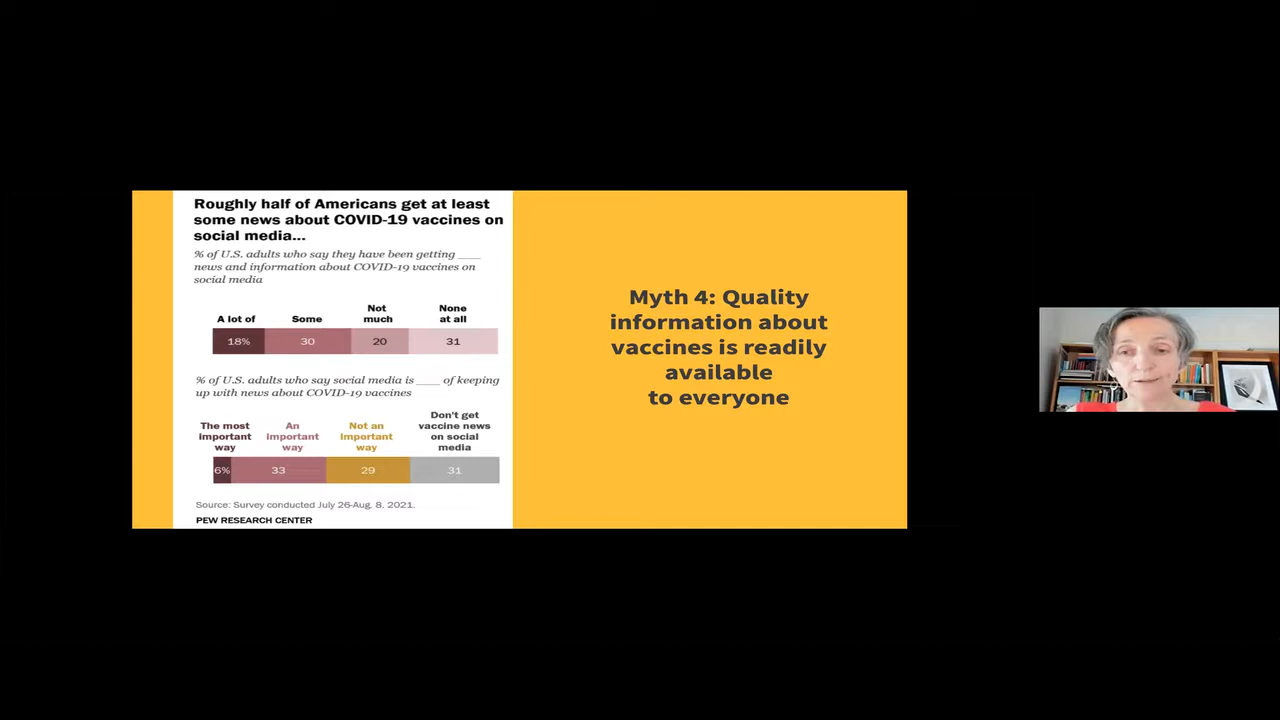 Roughly half of Americans get at least
some news about COVID-19 vaccines on
social media...
% of U.S. adults who say they have been getting ____
news and information about COVID-19 vaccines on
social media
A lot of
Some
Not
much
None
at all
18%
30
20
31
% of U.S. adults who say social media is ____ of keeping
up with news about COVID-19 vaccines
The most
important
way
An
important
way
Not an
important
way
Don't get
vaccine news
on social
media
6%
33
29
31
Source: Survey conducted July 26-Aug. 8, 2021.
PEW RESEARCH CENTER
Myth 4: Quality
information about
vaccines is readily
available
to everyone